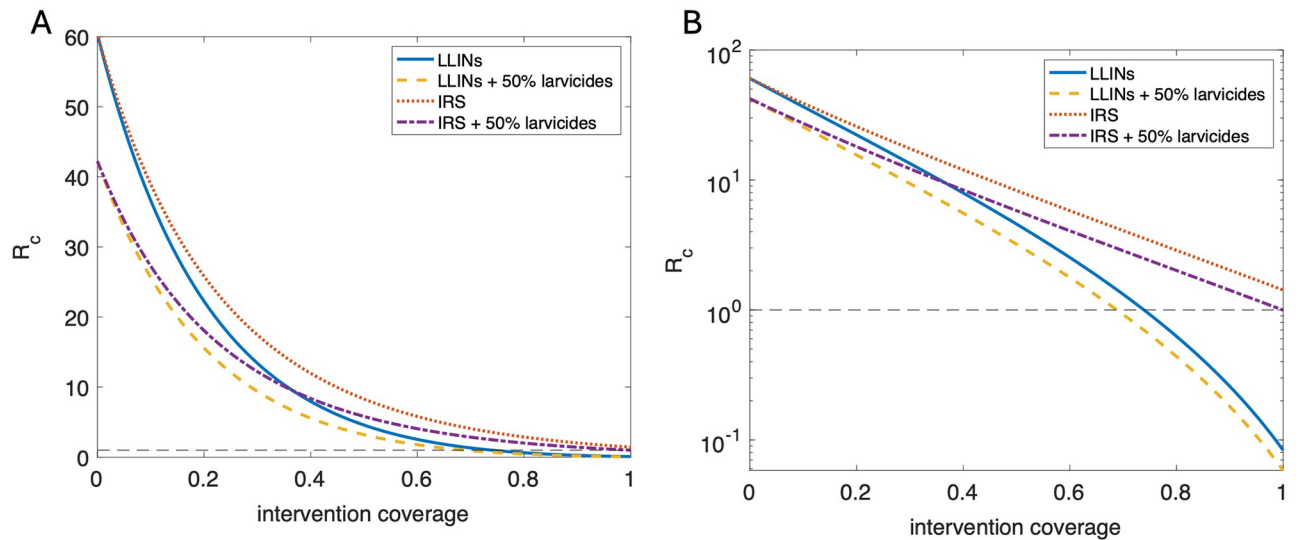 A
60
50
40
30
20
10
0
R_c
0 0.2 0.4 0.6 0.8 1
intervention coverage
LLINs
LLINs + 50% larvicides
IRS
IRS + 50% larvicides
B
10^2
10^1
10^0
10^-1
R_c
0 0.2 0.4 0.6 0.8 1
intervention coverage
LLINs
LLINs + 50% larvicides
IRS
IRS + 50% larvicides